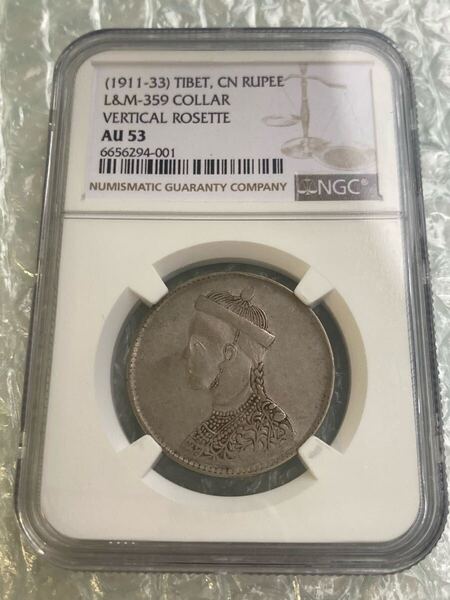 (1911-33) TIBET, CN RUPEE
L&M-359 COLLAR
VERTICAL ROSETTE
AU 53
6656294-001
NUMISMATIC GUARANTY COMPANY
NGC®